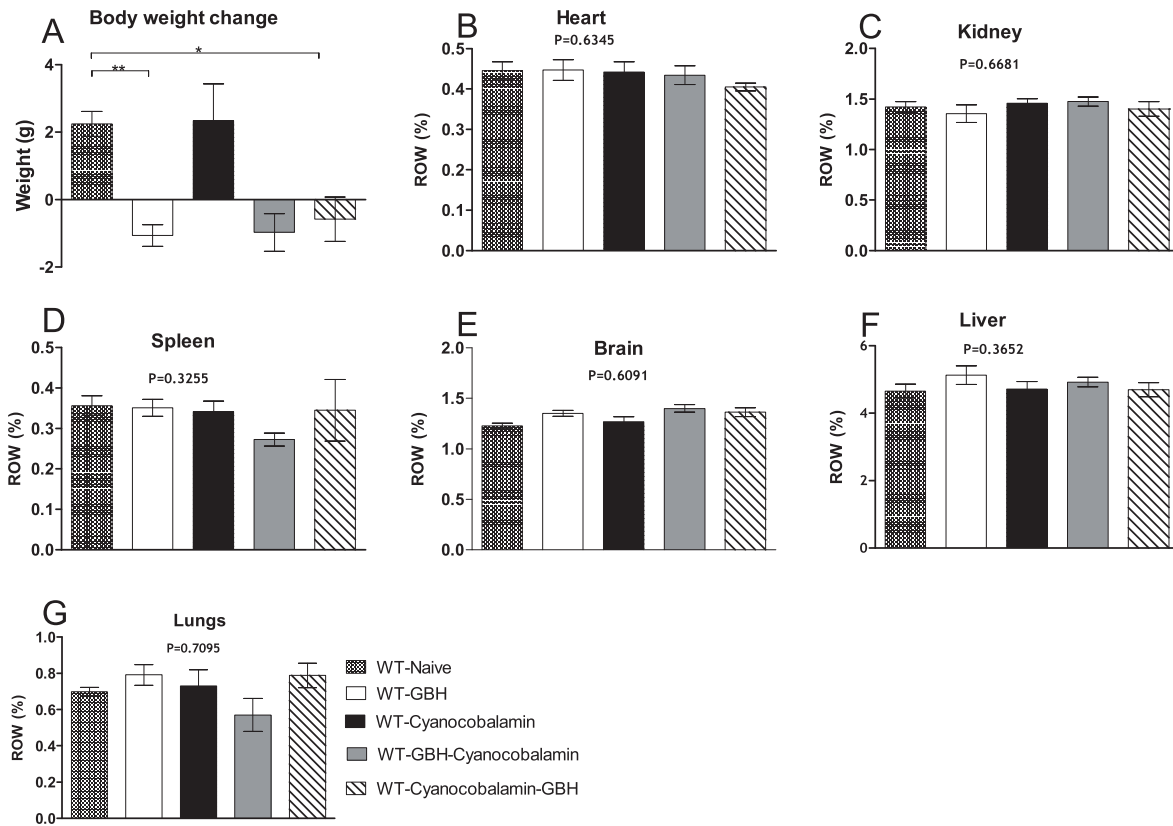 A
Body weight change
*
**
Weight (g)
4
2
0
-2
B
Heart
P=0.6345
ROW (%)
0.5
0.4
0.3
0.2
0.1
0.0
C
Kidney
P=0.6681
ROW (%)
2.0
1.5
1.0
0.5
0.0
D
Spleen
P=0.3255
ROW (%)
0.5
0.4
0.3
0.2
0.1
0.0
E
Brain
P=0.6091
ROW (%)
2.0
1.5
1.0
0.5
0.0
F
Liver
P=0.3652
ROW (%)
6
4
2
0
G
Lungs
P=0.7095
ROW (%)
1.0
0.8
0.6
0.4
0.2
0.0
WT-Naive
WT-GBH
WT-Cyanocobalamin
WT-GBH-Cyanocobalamin
WT-Cyanocobalamin-GBH